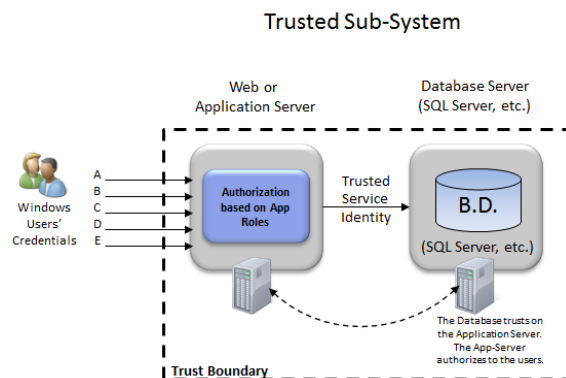 Trusted Sub-System
Web or
Application Server
Database Server
(SQL Server, etc.)
A
B
C
D
E
Windows
Users'
Credentials
Authorization
based on App
Roles
Trusted
Service
Identity
B.D.
(SQL Server, etc.)
The Database trusts on
the Application Server.
The App-Server
authorizes to the users.
Trust Boundary